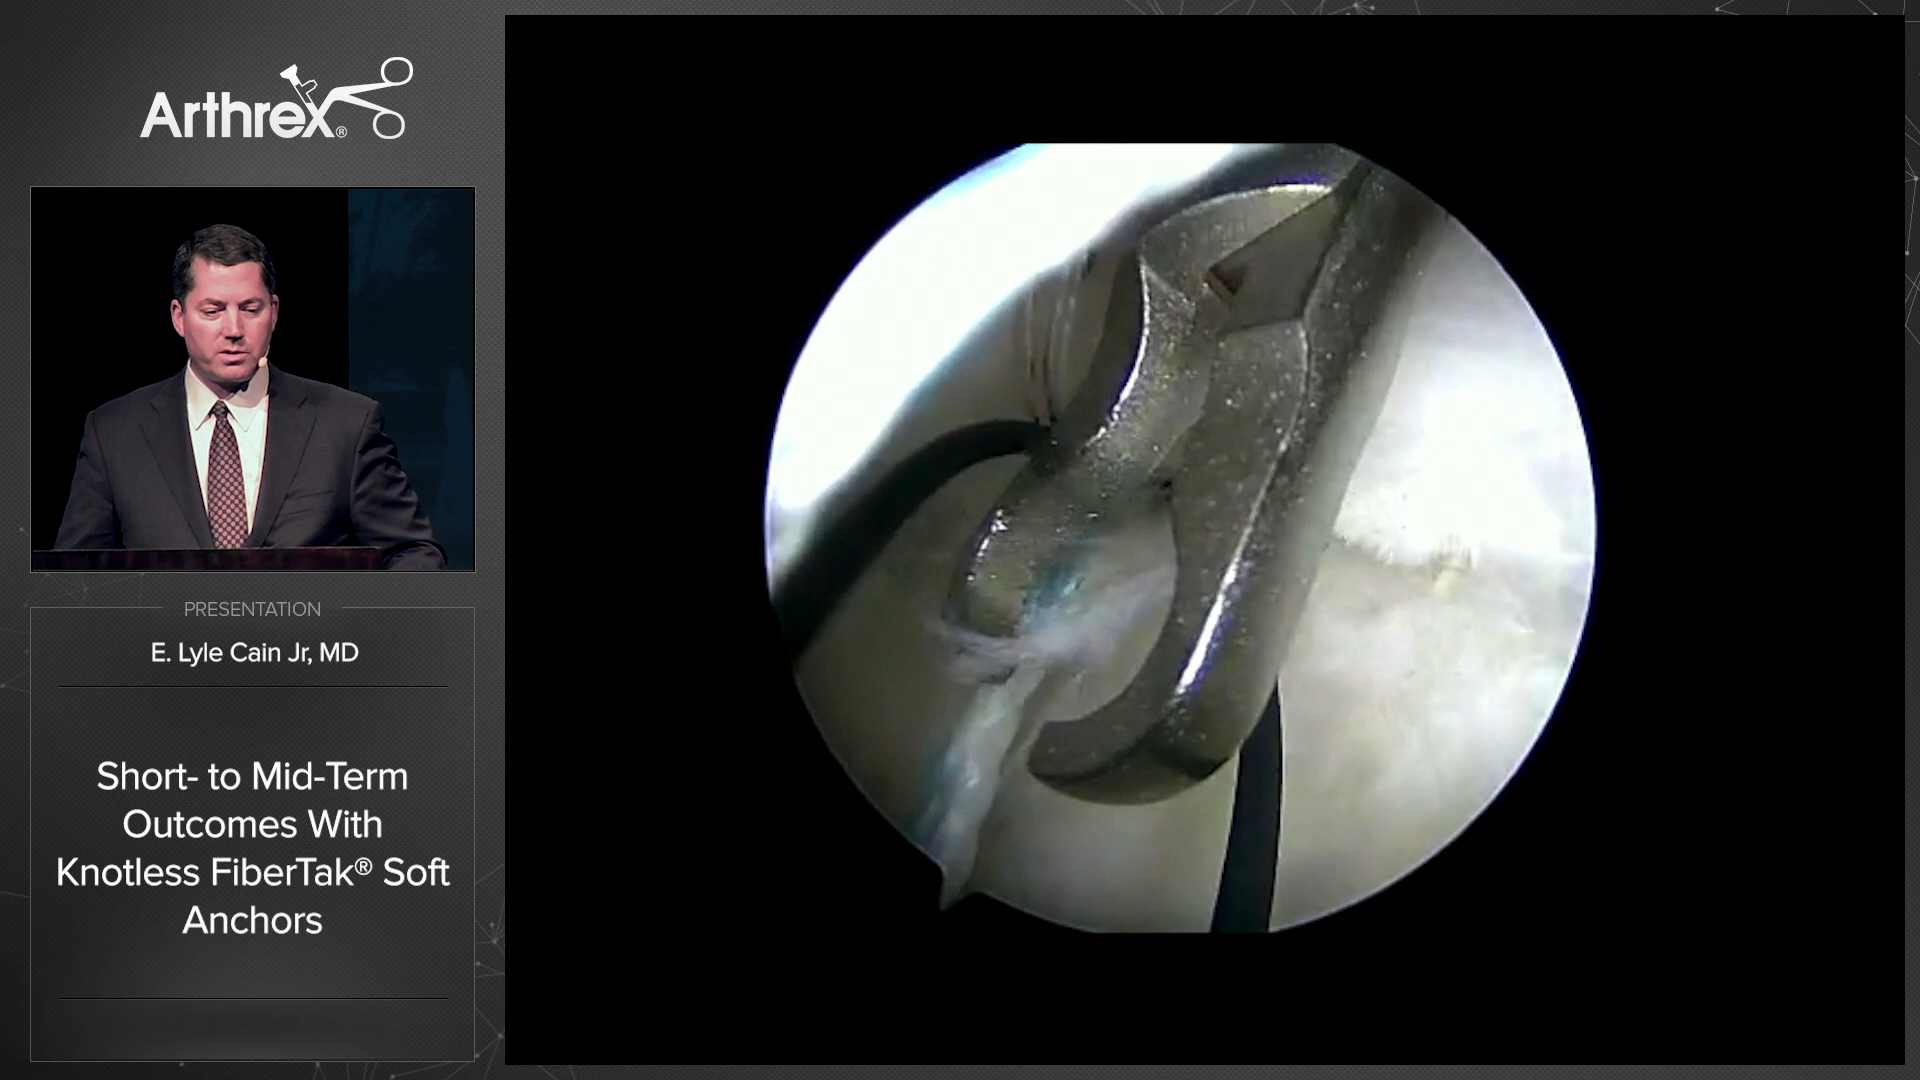 Arthrex®
PRESENTATION
E. Lyle Cain Jr, MD
Short- to Mid-Term
Outcomes With
Knotless FiberTak® Soft
Anchors